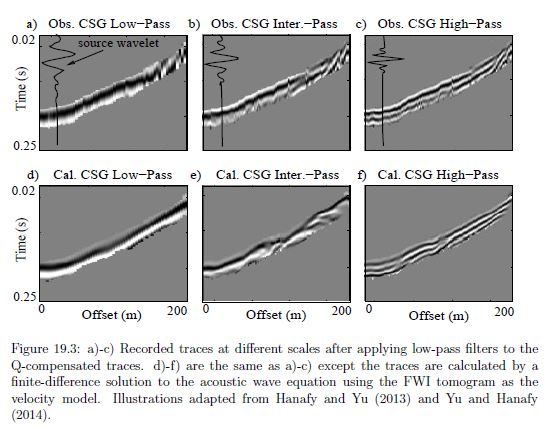 a) Obs. CSG Low−Pass
b) Obs. CSG Inter.−Pass
c) Obs. CSG High−Pass
0.02
source wavelet
Time (s)
0.25
d) Cal. CSG Low−Pass
e) Cal. CSG Inter.−Pass
f) Cal. CSG High−Pass
0.02
Time (s)
0.25
0 200
0 200
0 200
Offset (m)
Offset (m)
Offset (m)
Figure 19.3: a)-c) Recorded traces at different scales after applying low-pass filters to the
Q-compensated traces. d)-f) are the same as a)-c) except the traces are calculated by a
finite-difference solution to the acoustic wave equation using the FWI tomogram as the
velocity model. Illustrations adapted from Hanafy and Yu (2013) and Yu and Hanafy
(2014).